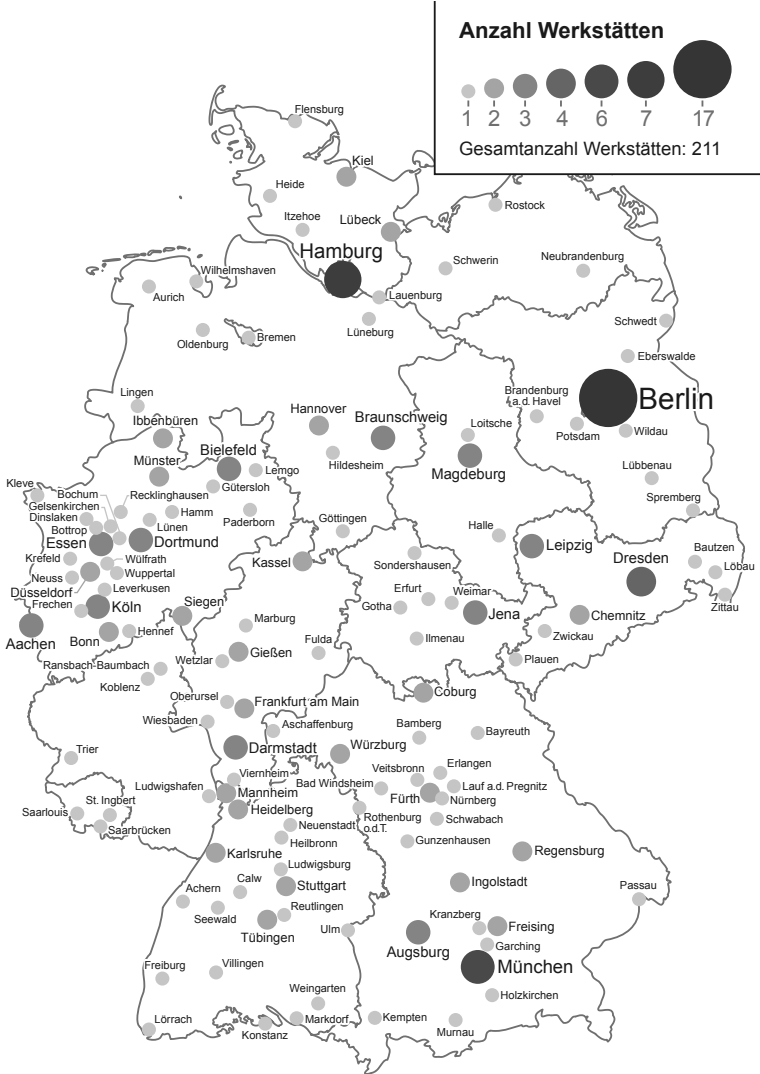 Anzahl Werkstätten
1 2 3 4 6 7 17
Gesamtanzahl Werkstätten: 211
Flensburg
Kiel
Heide
Rostock
Itzehoe
Lübeck
Hamburg
Schwerin
Neubrandenburg
Wilhelmshaven
Aurich
Lauenburg
Lüneburg
Schwedt
Oldenburg
Bremen
Eberswalde
Brandenburg
a.d. Havel
Berlin
Lingen
Ibbenbüren
Hannover
Braunschweig
Loitsche
Potsdam
Wildau
Bielefeld
Hildesheim
Magdeburg
Münster
Lemgo
Lübbenau
Kleve
Gütersloh
Bochum
Recklinghausen
Spremberg
Gelsenkirchen
Hamm
Paderborn
Dinslaken
Lünen
Göttingen
Halle
Bottrop
Essen
Dortmund
Leipzig
Krefeld
Wülfrath
Kassel
Sondershausen
Bautzen
Dresden
Löbau
Neuss
Wuppertal
Düsseldorf
Leverkusen
Erfurt
Weimar
Zittau
Frechen
Köln
Siegen
Gotha
Jena
Chemnitz
Aachen
Bonn
Hennef
Marburg
Ilmenau
Zwickau
Gießen
Fulda
Wetzlar
Plauen
Ransbach-Baumbach
Koblenz
Oberursel
Frankfurt am Main
Coburg
Wiesbaden
Aschaffenburg
Bamberg
Bayreuth
Darmstadt
Würzburg
Trier
Viernheim
Veitsbronn
Erlangen
Bad Windsheim
Lauf a.d. Pregnitz
Ludwigshafen
Mannheim
Fürth
Nürnberg
St. Ingbert
Saarlouis
Heidelberg
Rothenburg
o.d.T.
Schwabach
Saarbrücken
Neuenstadt
Heilbronn
Gunzenhausen
Karlsruhe
Regensburg
Ludwigsburg
Calw
Stuttgart
Ingolstadt
Achern
Passau
Seewald
Reutlingen
Kranzberg
Freising
Tübingen
Ulm
Augsburg
Garching
München
Freiburg
Villingen
Weingarten
Holzkirchen
Lörrach
Konstanz
Markdorf
Kempten
Murnau